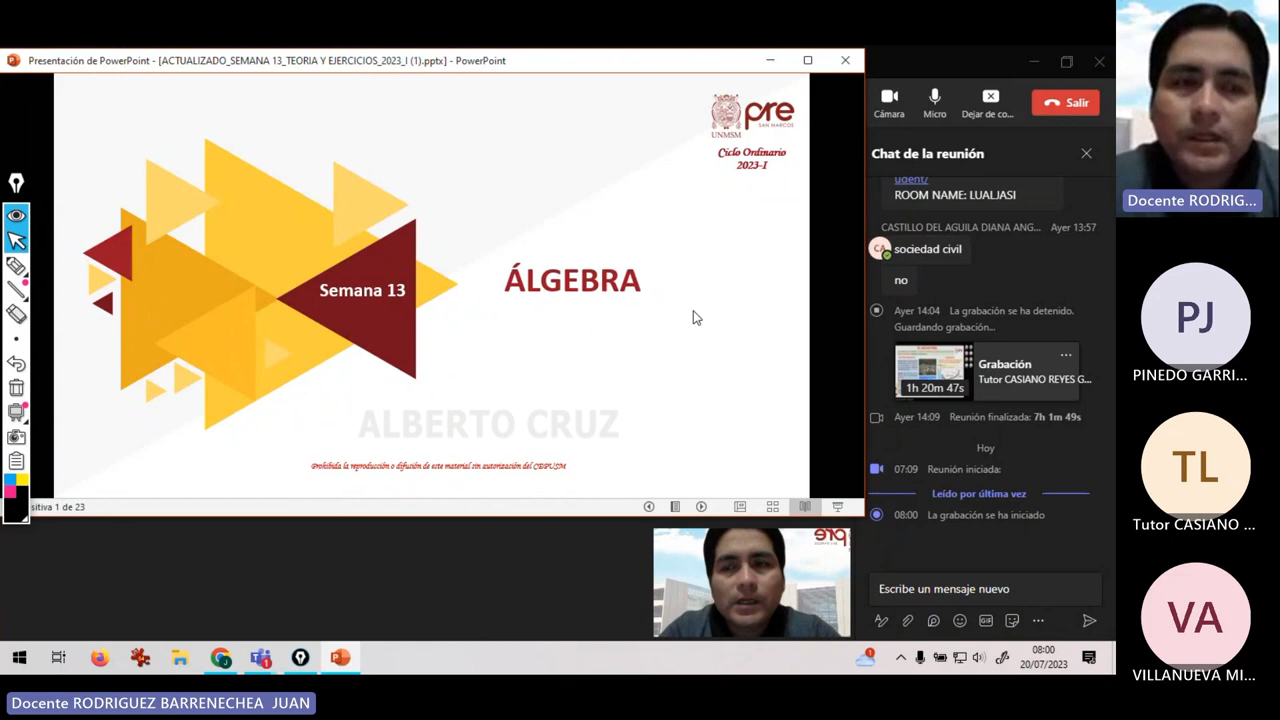 Presentación de PowerPoint - [ACTUALIZADO_SEMANA 13_TEORIA Y EJERCICIOS_2023_I (1).pptx] - PowerPoint
UNMSM
pre
SAN MARCOS
Ciclo Ordinario
2023-I
Semana 13
ÁLGEBRA
ALBERTO CRUZ
Prohibida la reproducción o difusión de este material sin autorización del CEPUSM
sitiva 1 de 23
Cámara
Micro
Dejar de co...
Salir
Chat de la reunión
udent/
ROOM NAME: LUALJASI
CASTILLO DEL AGUILA DIANA ANG... Ayer 13:57
CA
sociedad civil
no
Ayer 14:04 La grabación se ha detenido.
Guardando grabación...
Grabación
Tutor CASIANO REYES G...
1h 20m 47s
Ayer 14:09 Reunión finalizada: 7h 1m 49s
Hoy
07:09 Reunión iniciada:
Leído por última vez
08:00 La grabación se ha iniciado
Escribe un mensaje nuevo
GIF
pre
08:00
20/07/2023
Docente RODRIGUEZ BARRENECHEA JUAN
Docente RODRIG...
PJ
PINEDO GARRI...
TL
Tutor CASIANO ...
VA
VILLANUEVA MI...